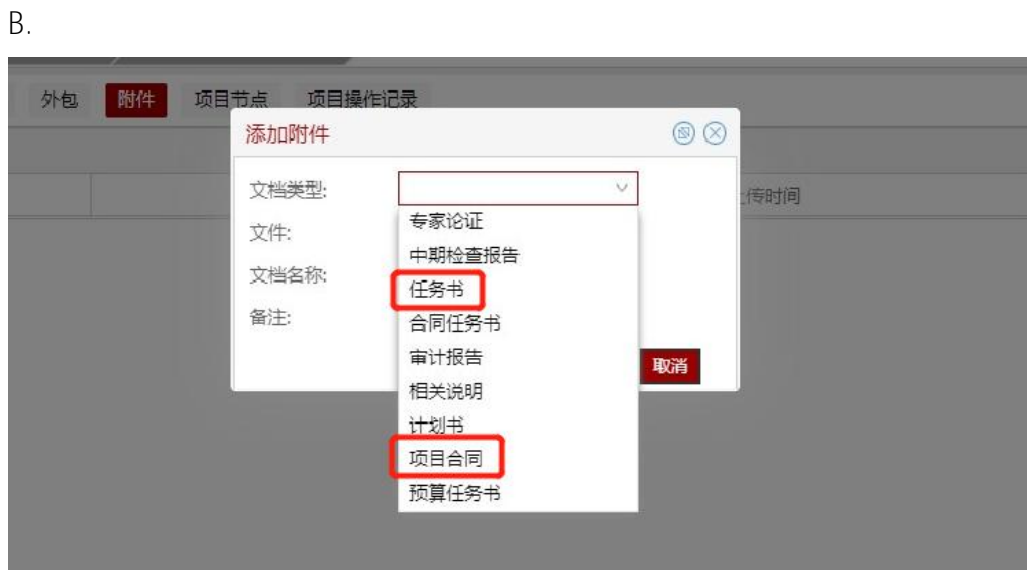 B.
外包 附件 项目节点 项目操作记录
添加附件
文档类型:
上传时间
专家论证
文件:
中期检查报告
文档名称:
任务书
备注:
合同任务书
审计报告
取消
相关说明
计划书
项目合同
预算任务书